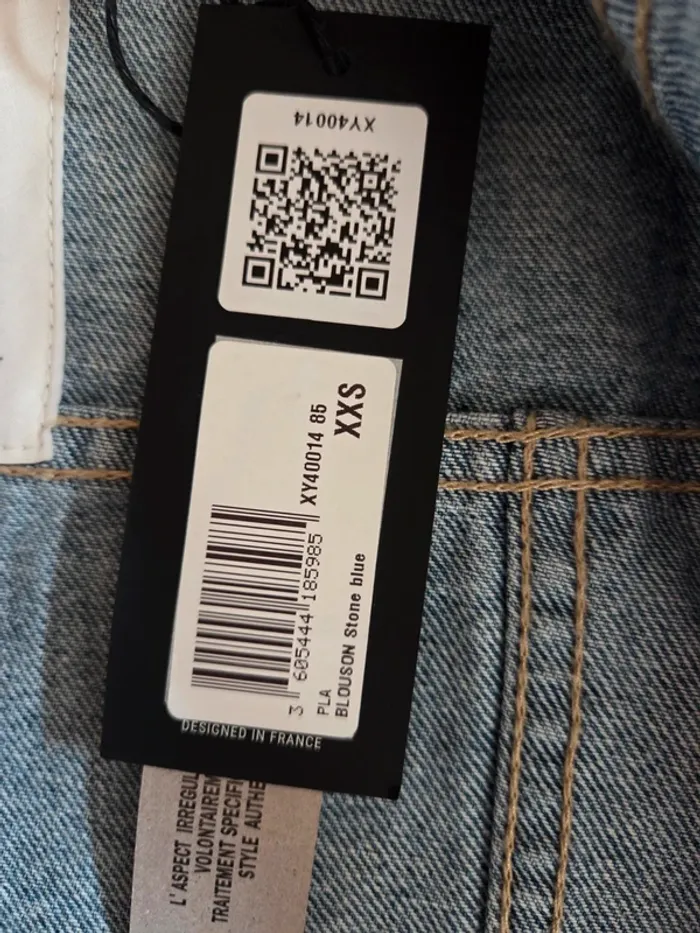 XY40014
XY40014 85
XXS
3 605444 185985
PLA
BLOUSON Stone blue
DESIGNED IN FRANCE
L'ASPECT
VOLONTAIREM
TRAITEMENT SPECIFI
STYLE AUTHE